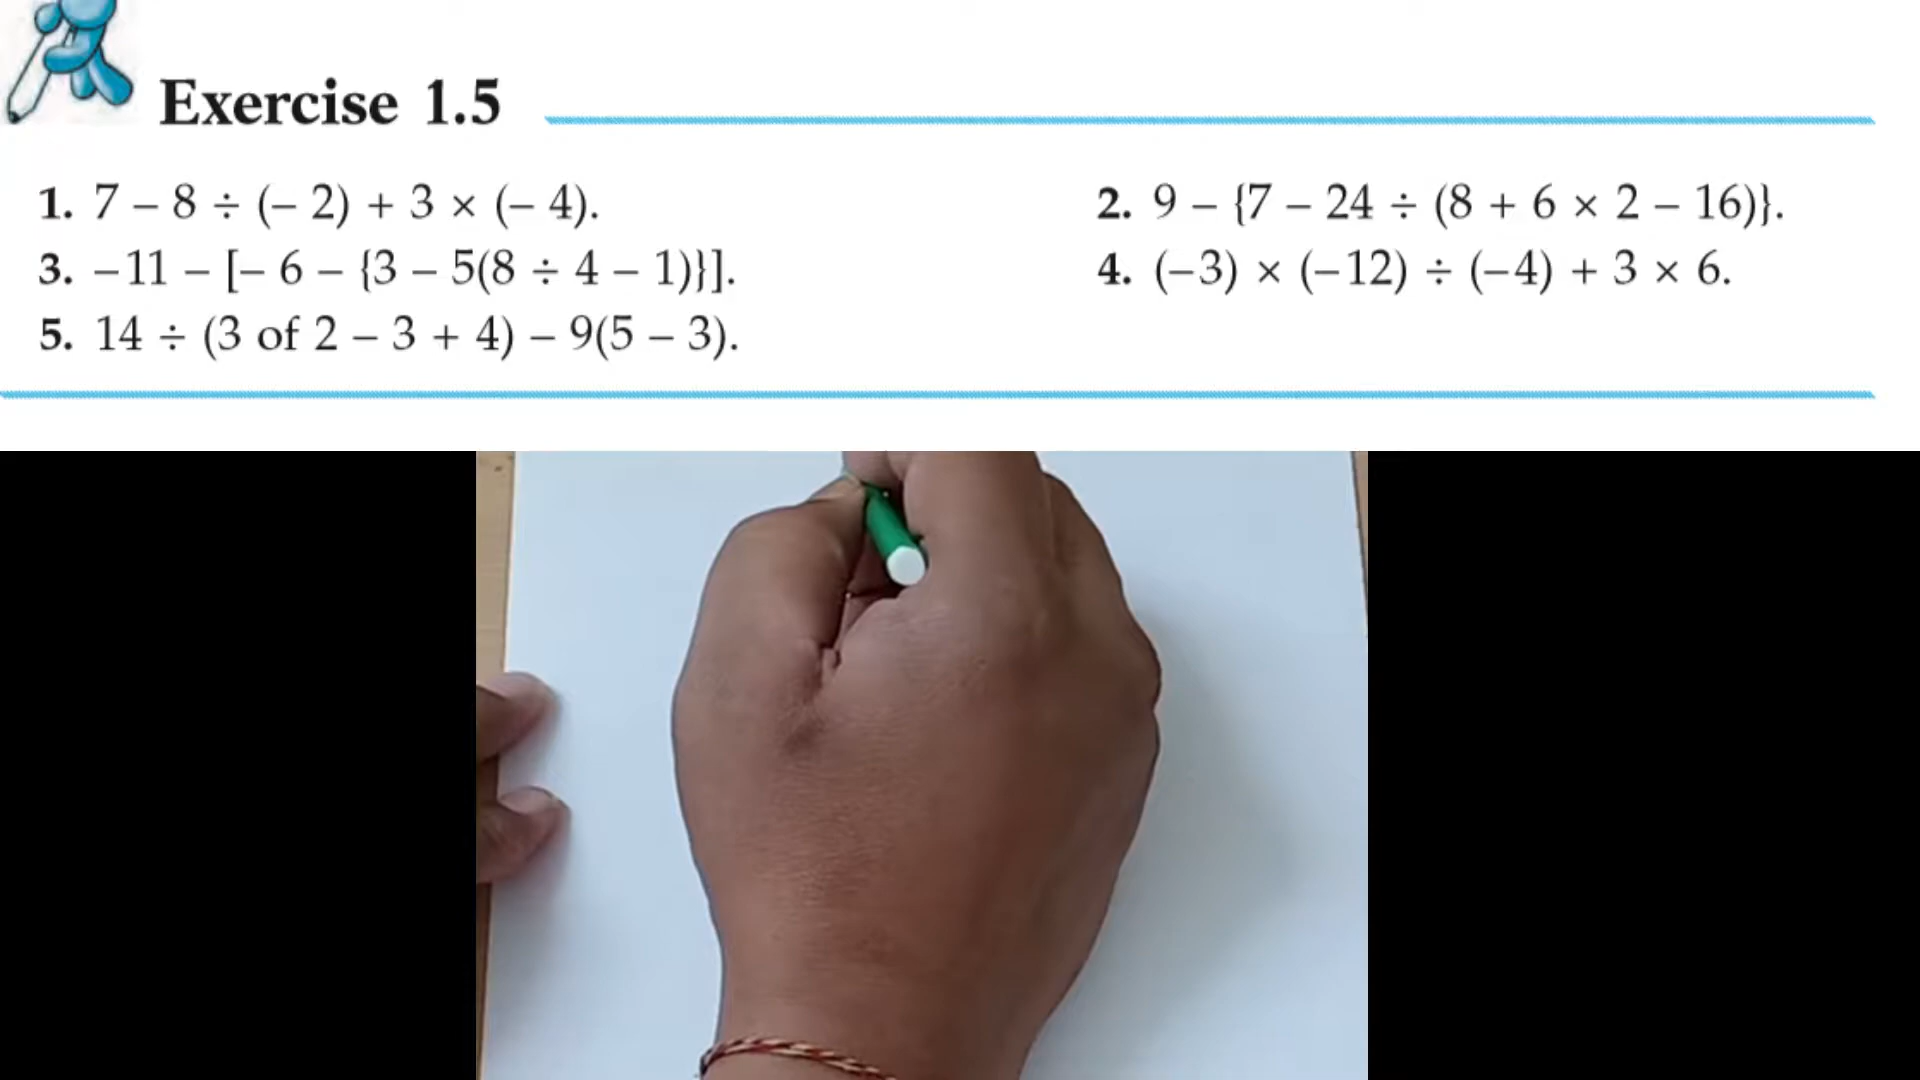 Exercise 1.5
1. 7 – 8 ÷ (– 2) + 3 × (– 4).
2. 9 – {7 – 24 ÷ (8 + 6 × 2 – 16)}.
3. –11 – [– 6 – {3 – 5(8 ÷ 4 – 1)}].
4. (–3) × (–12) ÷ (–4) + 3 × 6.
5. 14 ÷ (3 of 2 – 3 + 4) – 9(5 – 3).